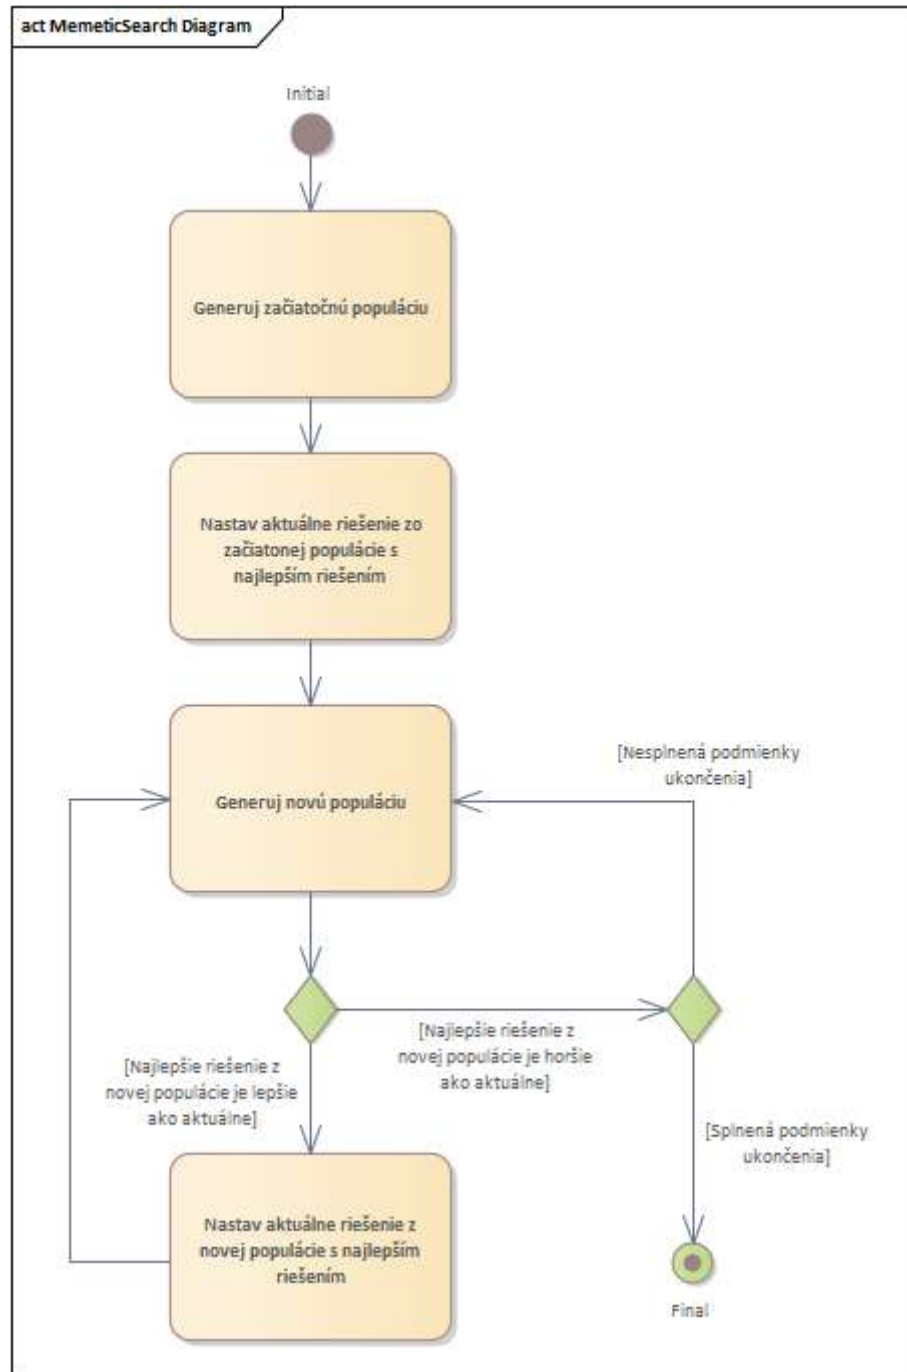 act MemeticSearch Diagram
Initial
Generuj začiatočnú populáciu
Nastav aktuálne riešenie zo
začiatonej populácie s
najlepším riešením
[Nesplnená podmienky
ukončenia]
Generuj novú populáciu
[Najlepšie riešenie z
novej populácie je horšie
ako aktuálne]
[Najlepšie riešenie z
novej populácie je lepšie
ako aktuálne]
[Splnená podmienky
ukončenia]
Nastav aktuálne riešenie z
novej populácie s najlepším
riešením
Final